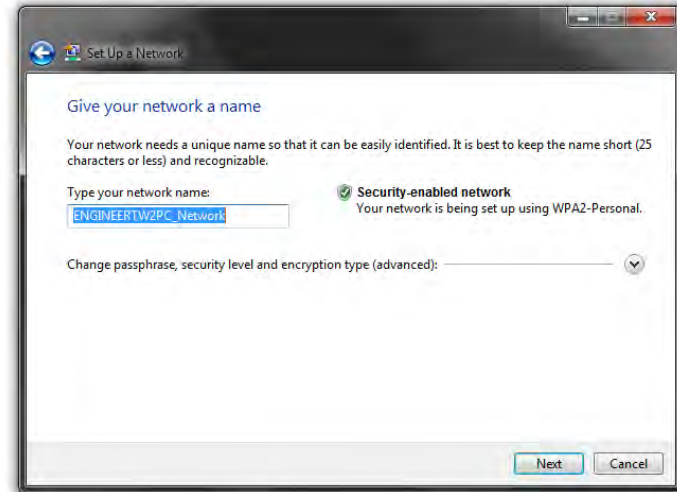 Set Up a Network
Give your network a name
Your network needs a unique name so that it can be easily identified. It is best to keep the name short (25
characters or less) and recognizable.
Type your network name:
ENGINEERTW2PC_Network
Security-enabled network
Your network is being set up using WPA2-Personal.
Change passphrase, security level and encryption type (advanced):
Next
Cancel